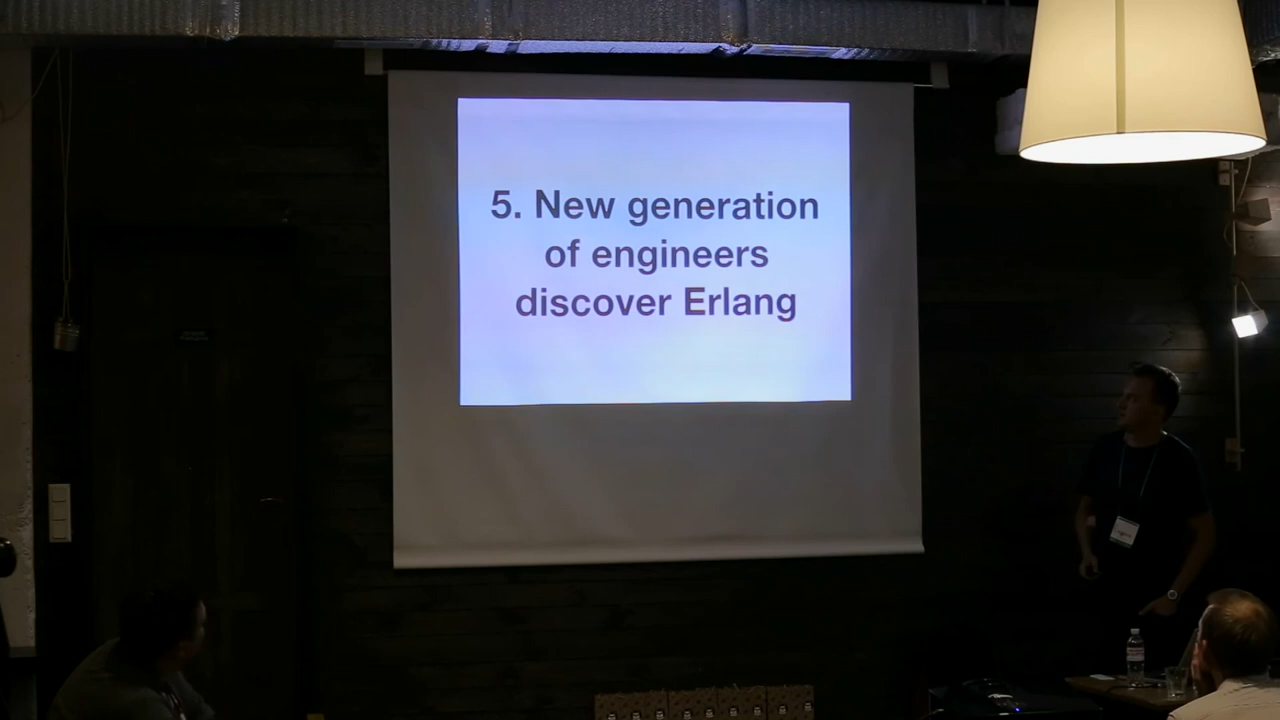 5. New generation
of engineers
discover Erlang